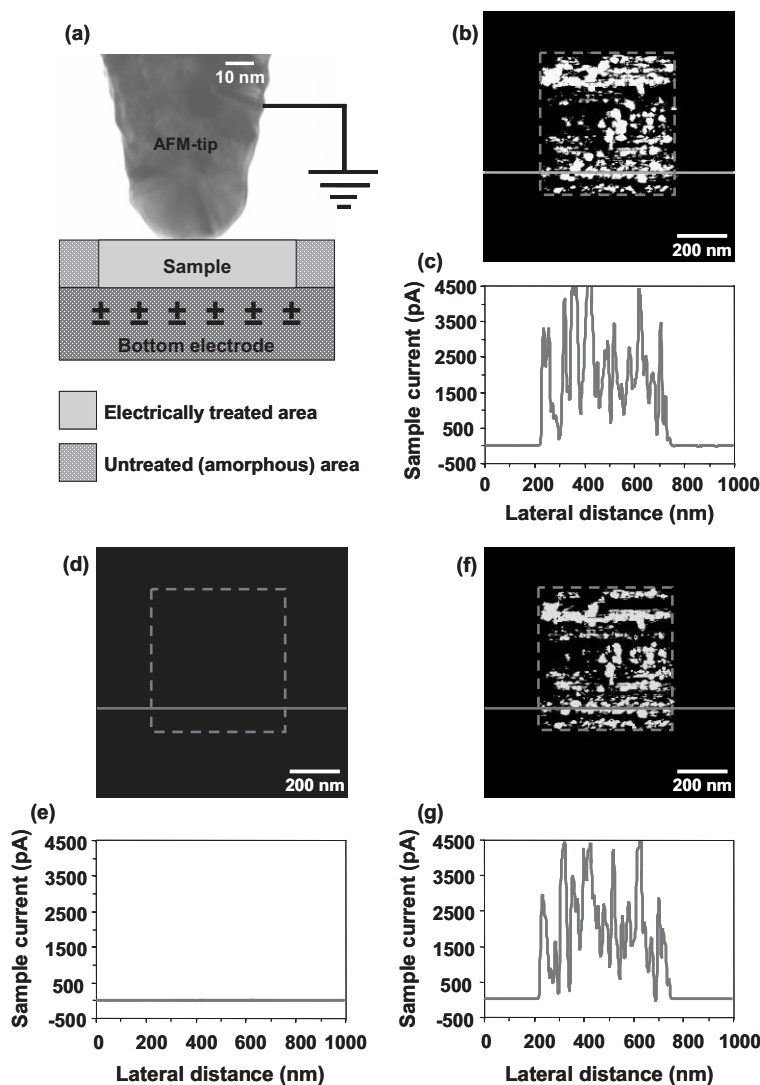 (a)
10 nm
AFM-tip
Sample
± ± ± ± ± ±
Bottom electrode
Electrically treated area
Untreated (amorphous) area
(b)
200 nm
(c)
Sample current (pA)
4500
3500
2500
1500
500
-500
0 200 400 600 800 1000
Lateral distance (nm)
(d)
200 nm
(e)
Sample current (pA)
4500
3500
2500
1500
500
-500
0 200 400 600 800 1000
Lateral distance (nm)
(f)
200 nm
(g)
Sample current (pA)
4500
3500
2500
1500
500
-500
0 200 400 600 800 1000
Lateral distance (nm)